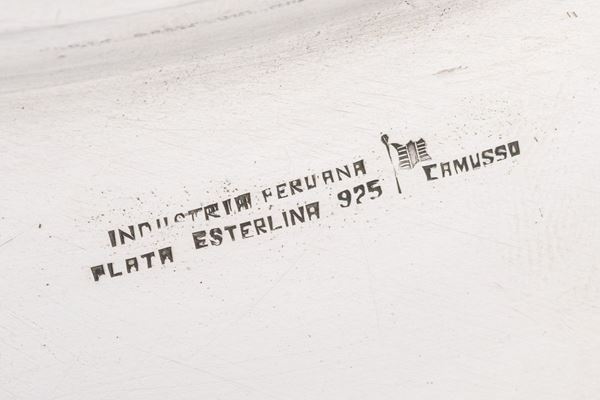 INDUSTRIA PERUANA
PLATA ESTERLINA 925
CAMUSSO